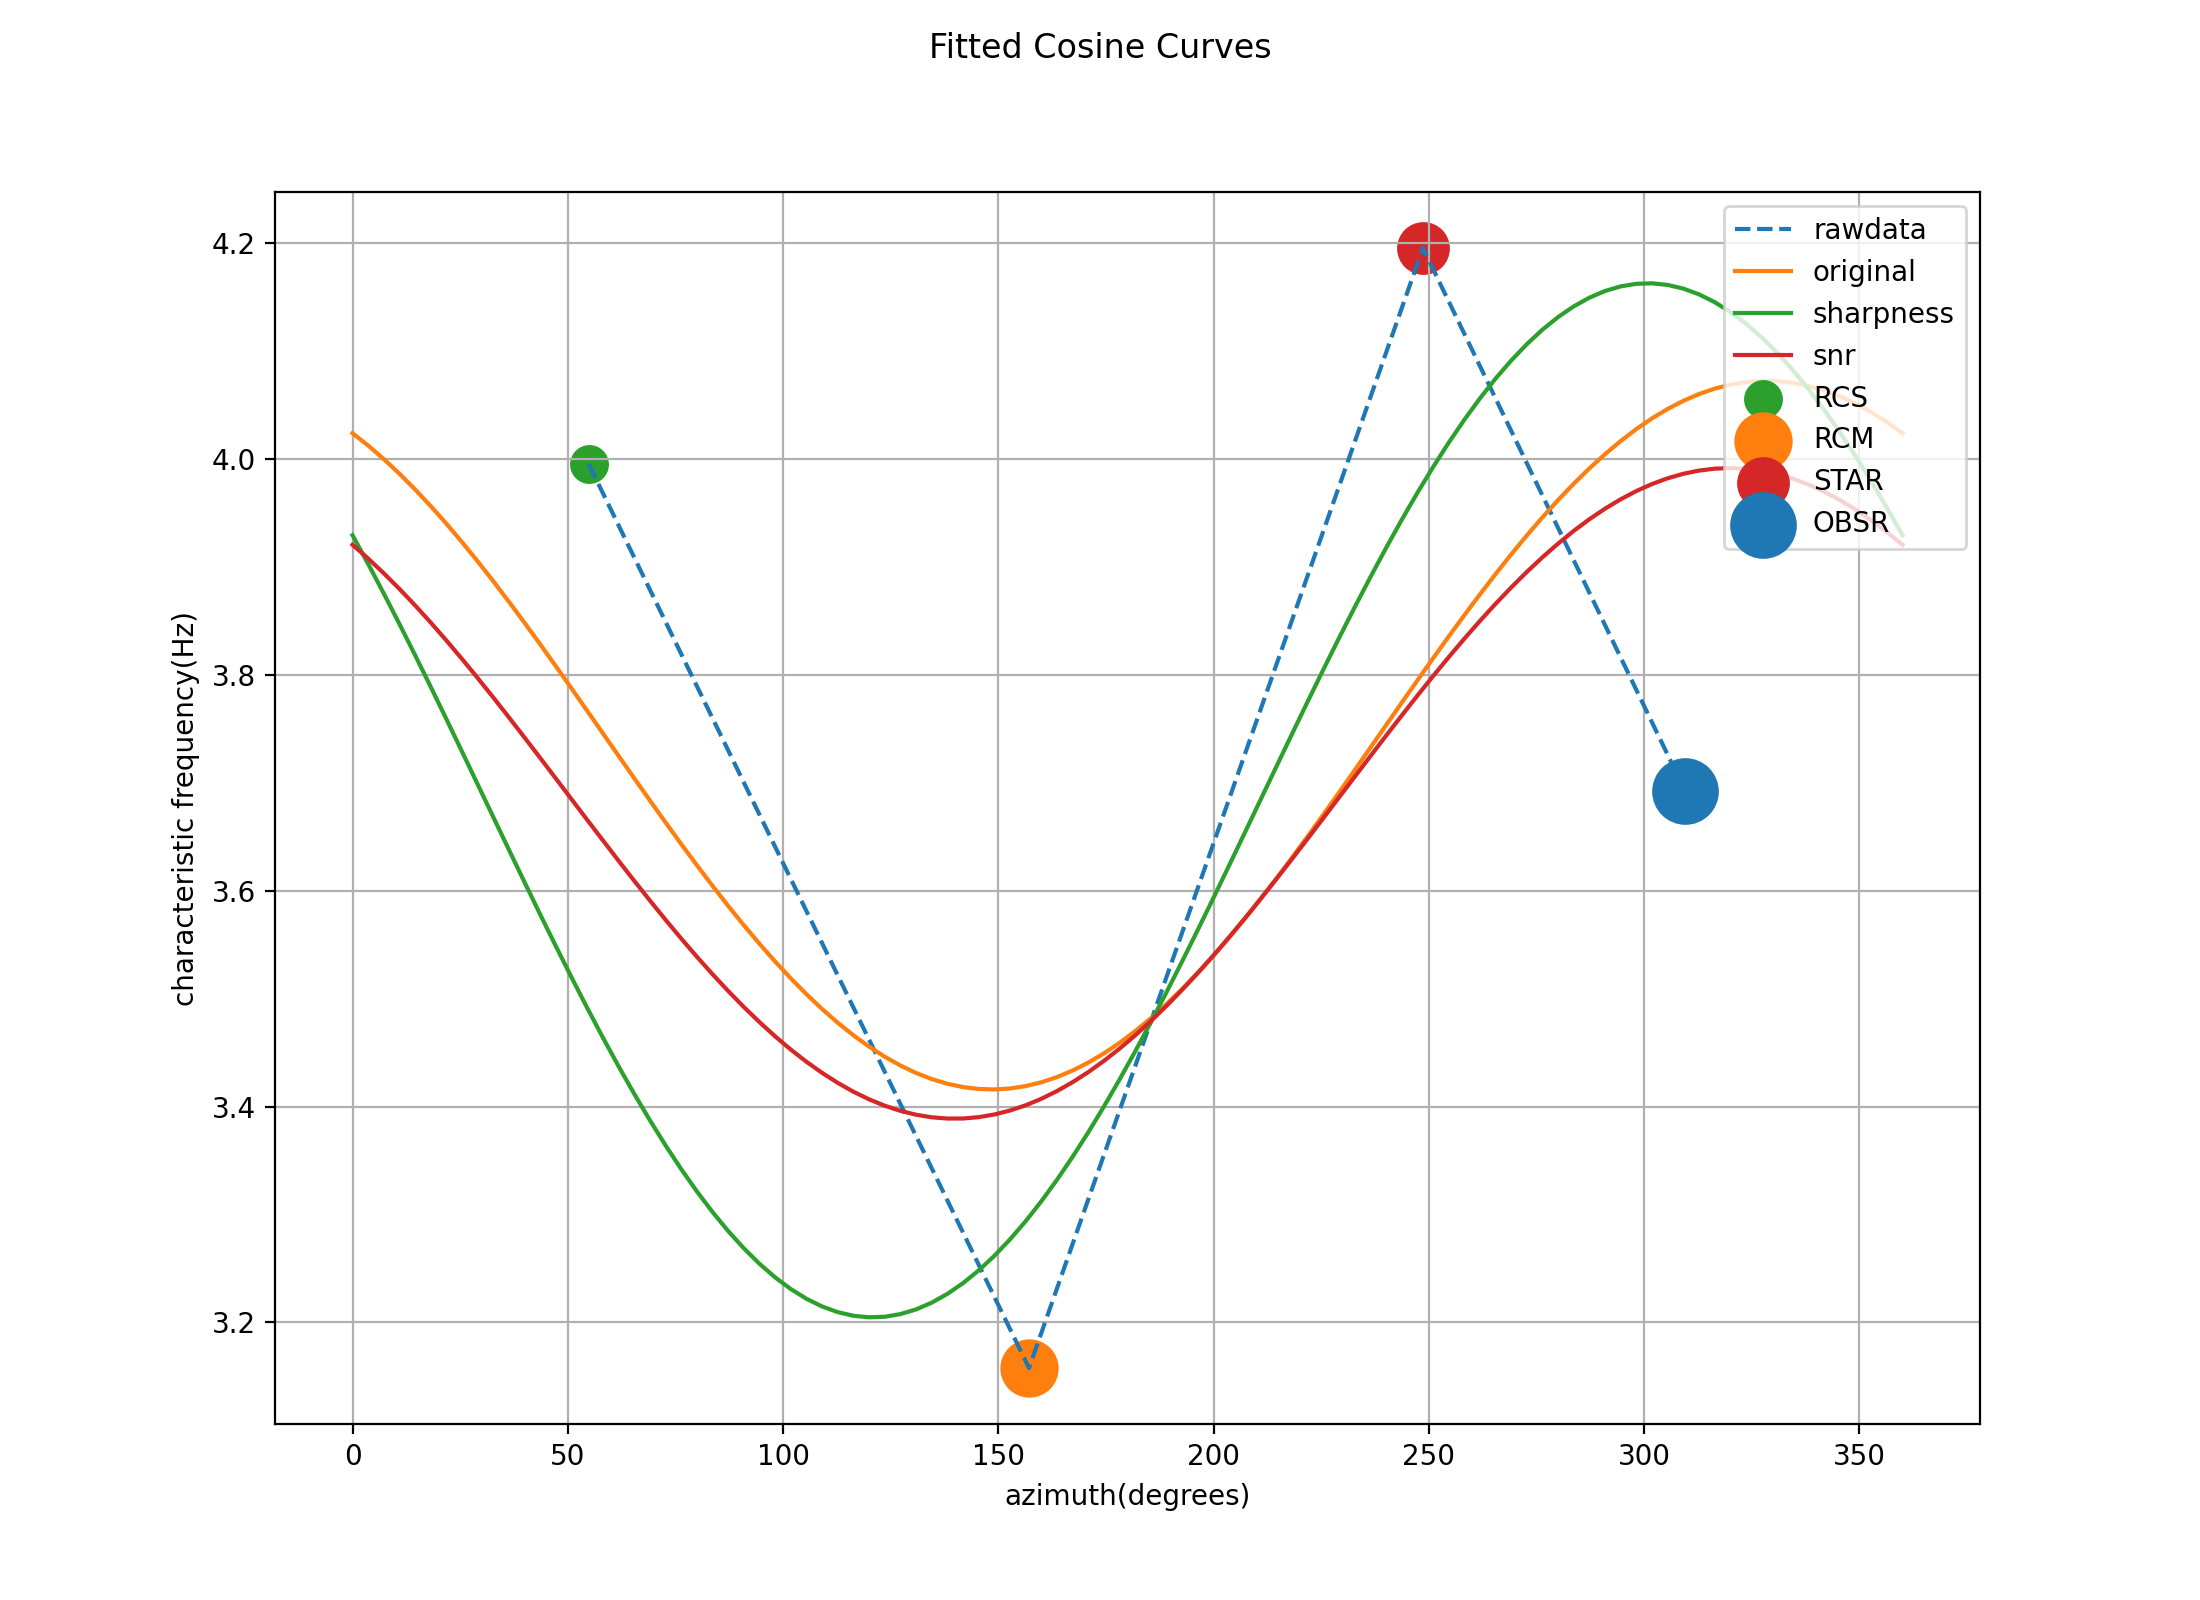 Fitted Cosine Curves
rawdata
original
sharpness
snr
RCS
RCM
STAR
OBSR
4.2
4.0
3.8
3.6
3.4
3.2
characteristic frequency(Hz)
0 50 100 150 200 250 300 350
azimuth(degrees)